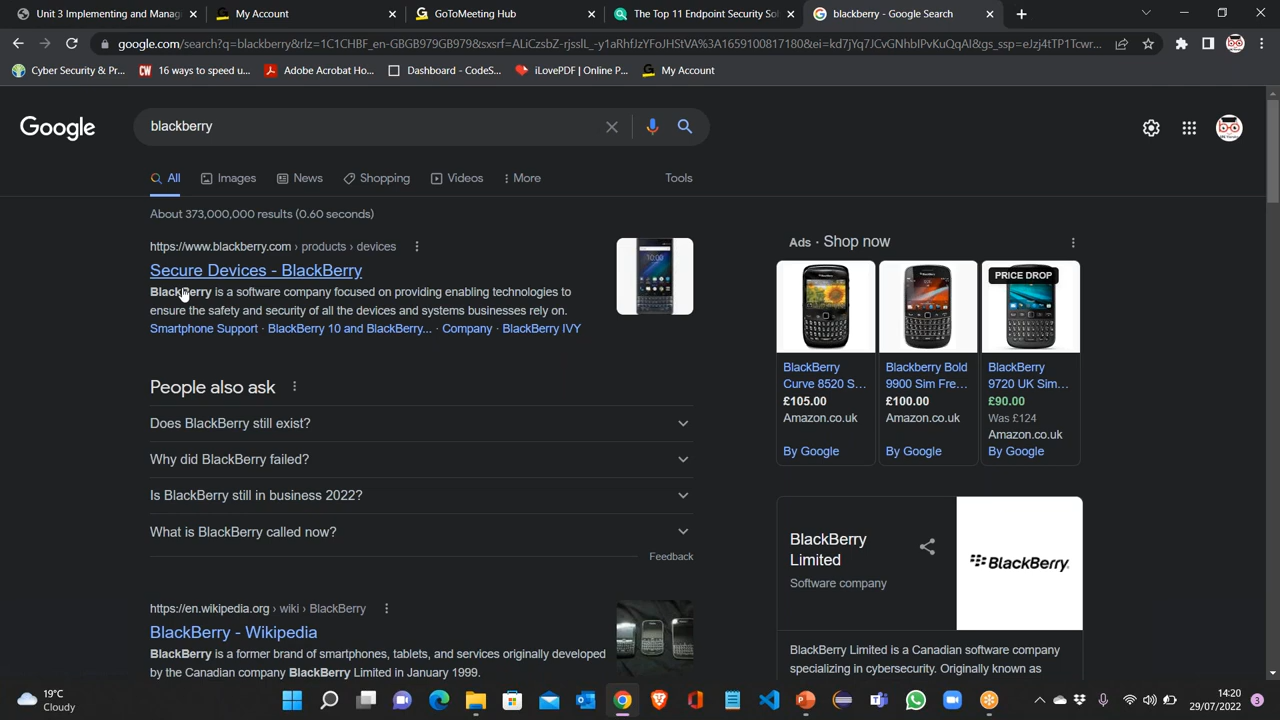 Unit 3 Implementing and Manag
My Account
GoToMeeting Hub
The Top 11 Endpoint Security Sol
blackberry - Google Search
google.com/search?q=blackberry&rlz=1C1CHBF_en-GBGB979GB979&sxsrf=ALiCzsbZ-rjsslL_-y1aRhfJzYFoJHStVA%3A1659100817180&ei=kd7jYq7JCvGNhbIPvKuQqAI&gs_ssp=eJzj4tTP1Tcwr...
Cyber Security & Pr...
16 ways to speed u...
Adobe Acrobat Ho...
Dashboard - CodeS...
iLovePDF | Online P...
My Account
Google
blackberry
All
Images
News
Shopping
Videos
More
Tools
About 373,000,000 results (0.60 seconds)
https://www.blackberry.com › products › devices
Secure Devices - BlackBerry
BlackBerry is a software company focused on providing enabling technologies to
ensure the safety and security of all the devices and systems businesses rely on.
Smartphone Support · BlackBerry 10 and BlackBerry... · Company · BlackBerry IVY
People also ask
Does BlackBerry still exist?
Why did BlackBerry failed?
Is BlackBerry still in business 2022?
What is BlackBerry called now?
Feedback
https://en.wikipedia.org › wiki › BlackBerry
BlackBerry - Wikipedia
BlackBerry is a former brand of smartphones, tablets, and services originally developed
by the Canadian company BlackBerry Limited in January 1999.
Ads · Shop now
PRICE DROP
BlackBerry
Curve 8520 S...
£105.00
Amazon.co.uk
By Google
Blackberry Bold
9900 Sim Fre...
£100.00
Amazon.co.uk
By Google
BlackBerry
9720 UK Sim...
£90.00
Was £124
Amazon.co.uk
By Google
BlackBerry
Limited
Software company
BlackBerry.
BlackBerry Limited is a Canadian software company
specializing in cybersecurity. Originally known as
19°C
Cloudy
14:20
29/07/2022
3